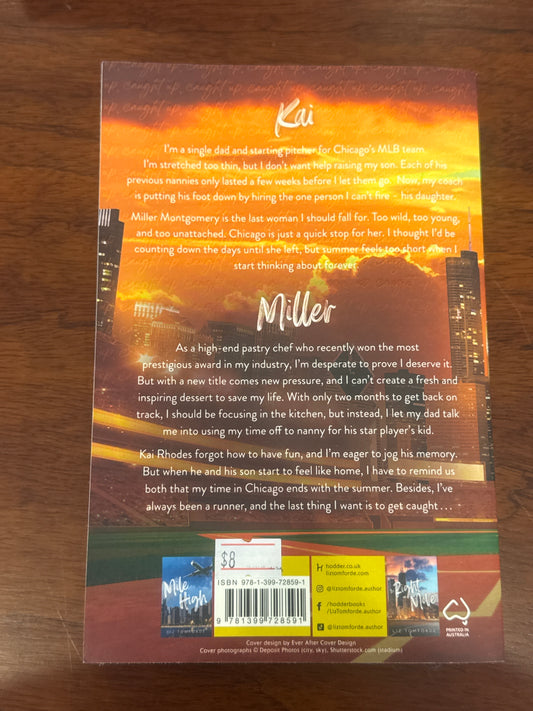 caught up, caught up, caught up,
Kai
I'm a single dad and starting pitcher for Chicago's MLB team.
I'm stretched too thin, but I don't want help raising my son. Each of his
previous nannies only lasted a few weeks before I let them go. Now, my coach
is putting his foot down by hiring the one person I can't fire – his daughter.
Miller Montgomery is the last woman I should fall for. Too wild, too young,
and too unattached. Chicago is just a quick stop for her. I thought I'd be
counting down the days until she left, but summer feels too short when I
start thinking about forever.
Miller
As a high-end pastry chef who recently won the most
prestigious award in my industry, I'm desperate to prove I deserve it.
But with a new title comes new pressure, and I can't create a fresh and
inspiring dessert to save my life. With only two months to get back on
track, I should be focusing in the kitchen, but instead, I let my dad talk
me into using my time off to nanny for his star player's kid.
Kai Rhodes forgot how to have fun, and I'm eager to jog his memory.
But when he and his son start to feel like home, I have to remind us
both that my time in Chicago ends with the summer. Besides, I've
always been a runner, and the last thing I want is to get caught . . .
Mile High
LIZ TOMFORDE
$8
ISBN 978-1-399-72859-1
9 781399 728591
hodder.co.uk
liztomforde.com
@liztomforde.author
/hodderbooks
/LizTomforde.author
liztomforde.author
Right Move
LIZ TOMFORDE
PRINTED IN
AUSTRALIA
Cover design by Ever After Cover Design
Cover photographs © Deposit Photos (city, sky), Shutterstock.com (stadium)